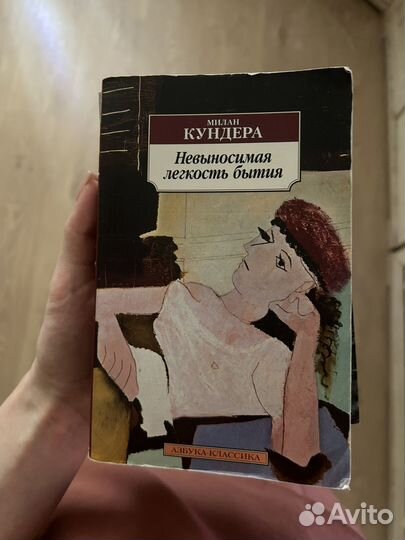 МИЛАН
КУНДЕРА
Невыносимая
легкость бытия
АЗБУКА-КЛАССИКА
Avito